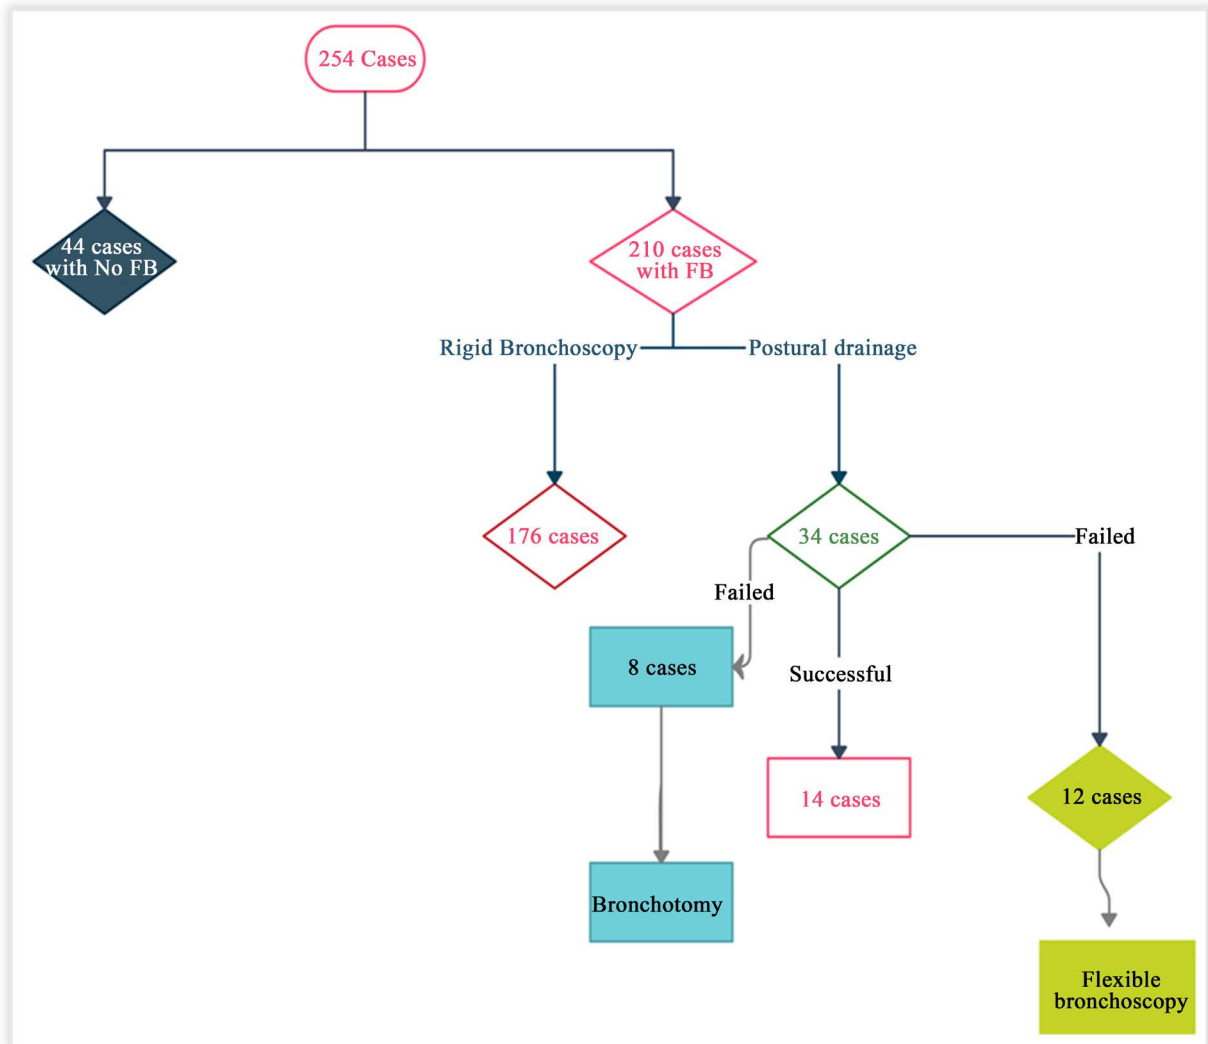 254 Cases
44 cases
with No FB
210 cases
with FB
Rigid Bronchoscopy
Postural drainage
176 cases
34 cases
Failed
Failed
8 cases
Successful
14 cases
12 cases
Bronchotomy
Flexible
bronchoscopy